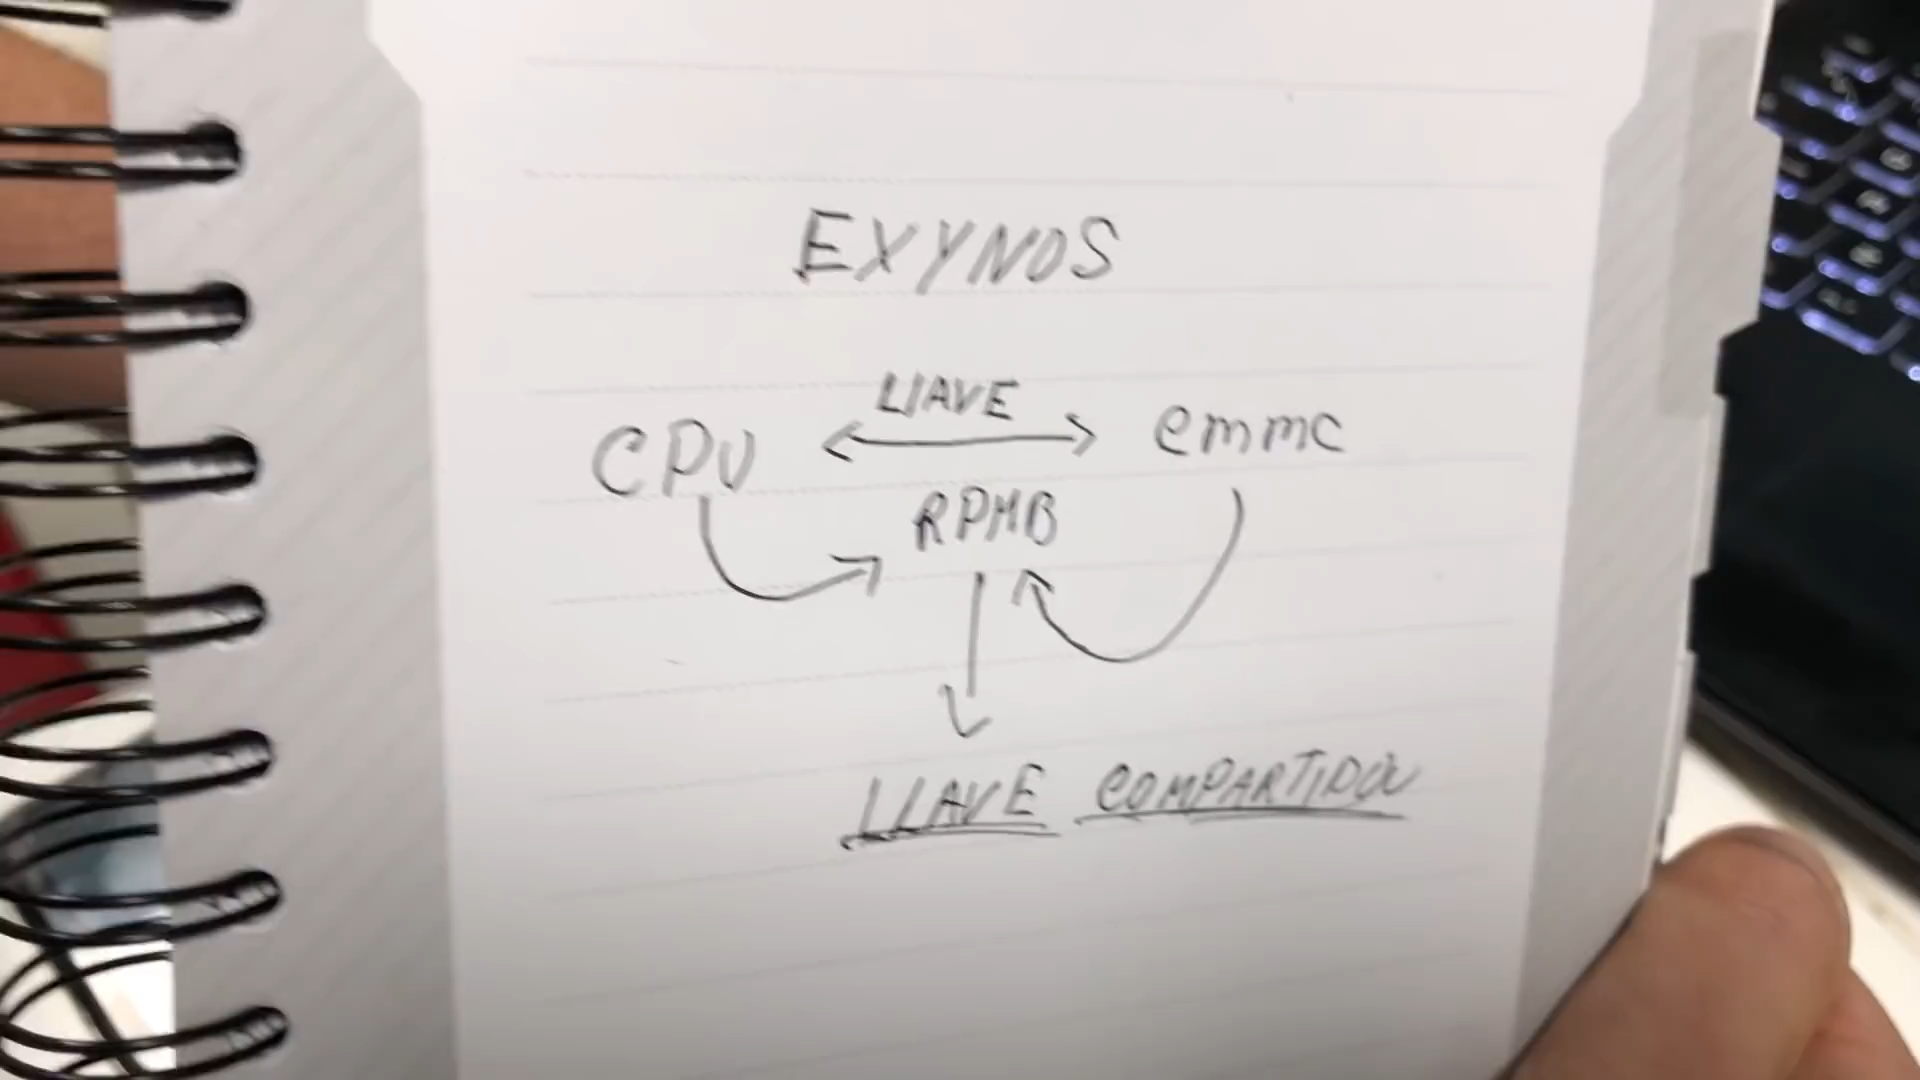 EXYNOS
LlAVE
CPU emmc
RPMB
LLAVE COMPARTIDa